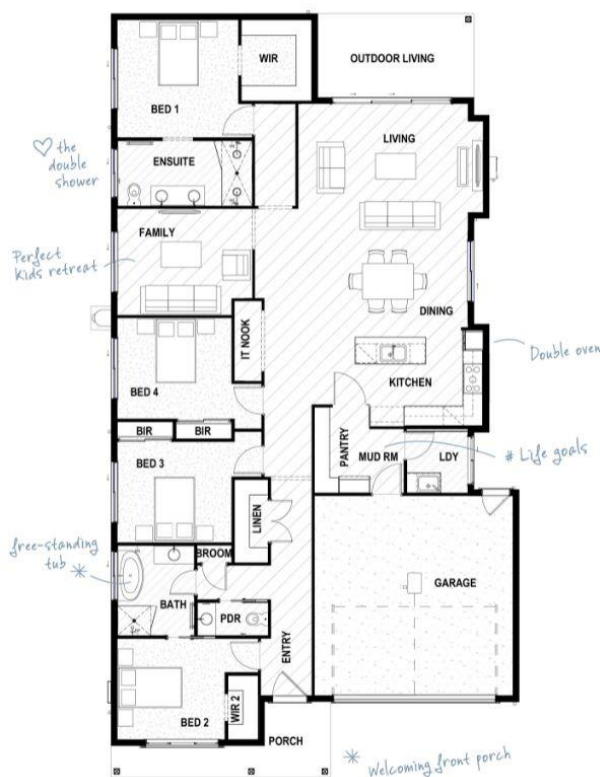 WIR
OUTDOOR LIVING
BED 1
LIVING
♡ the
double
shower
ENSUITE
FAMILY
Perfect
kids retreat
DINING
IT NOOK
Double oven
BED 4
KITCHEN
BIR
BIR
PANTRY
MUD RM
LDY
# Life goals
BED 3
LINEN
free-standing
tub *
BROOM
GARAGE
BATH
PDR
ENTRY
BED 2
WIR 2
PORCH
* Welcoming front porch